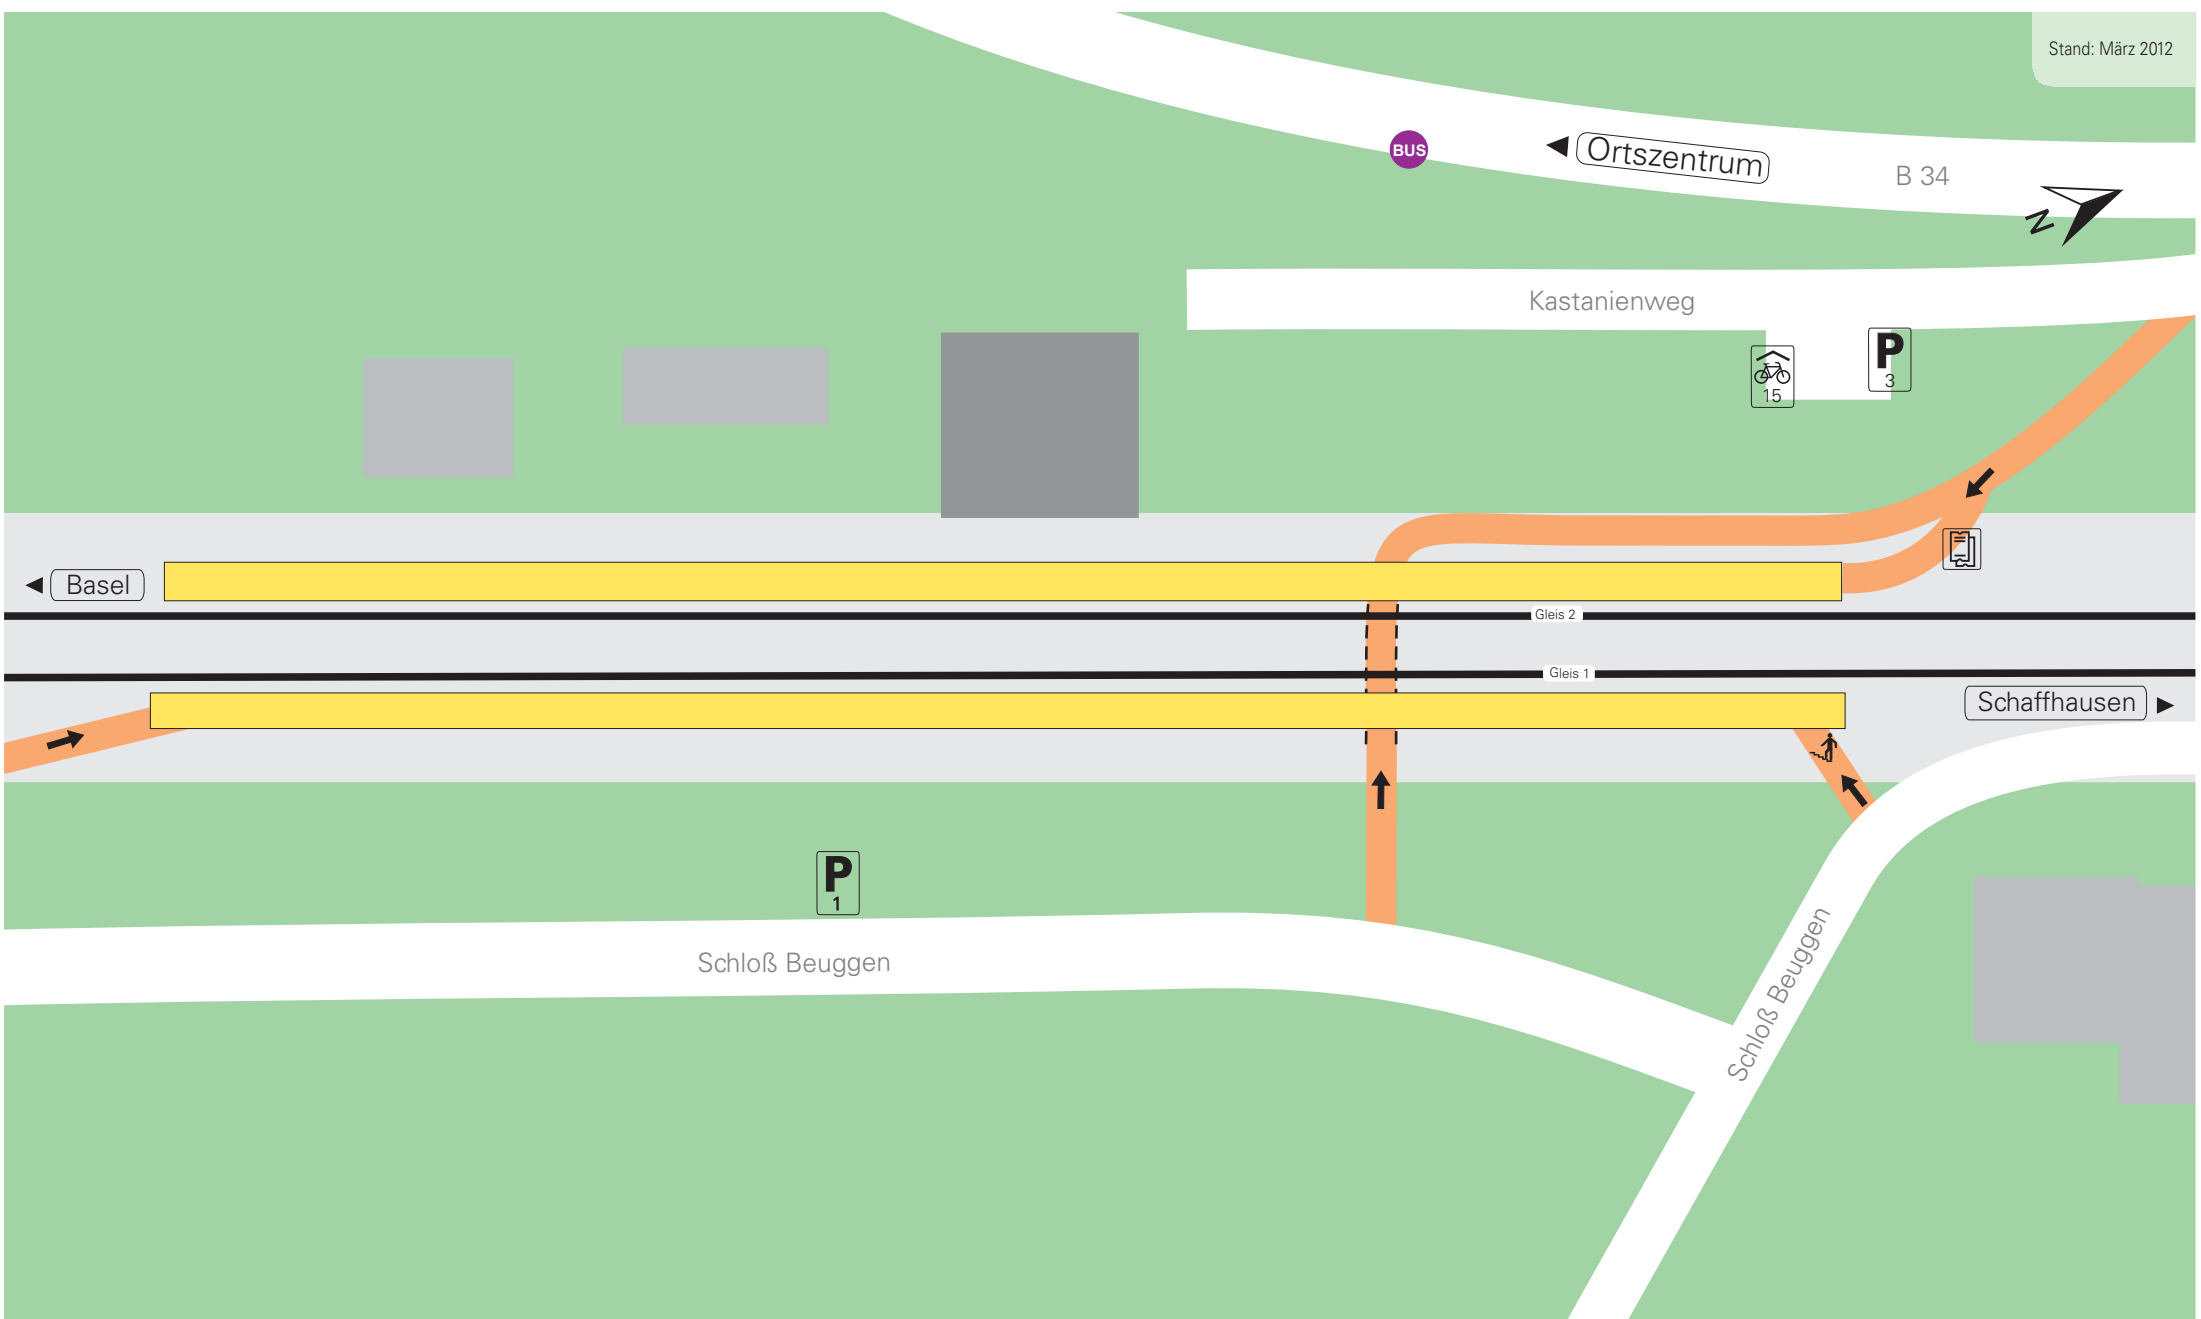 Stand: März 2012
BUS
Ortszentrum
B 34
N
Kastanienweg
P
3
15
Basel
Gleis 2
Gleis 1
Schaffhausen
P
1
Schloß Beuggen
Schloß Beuggen